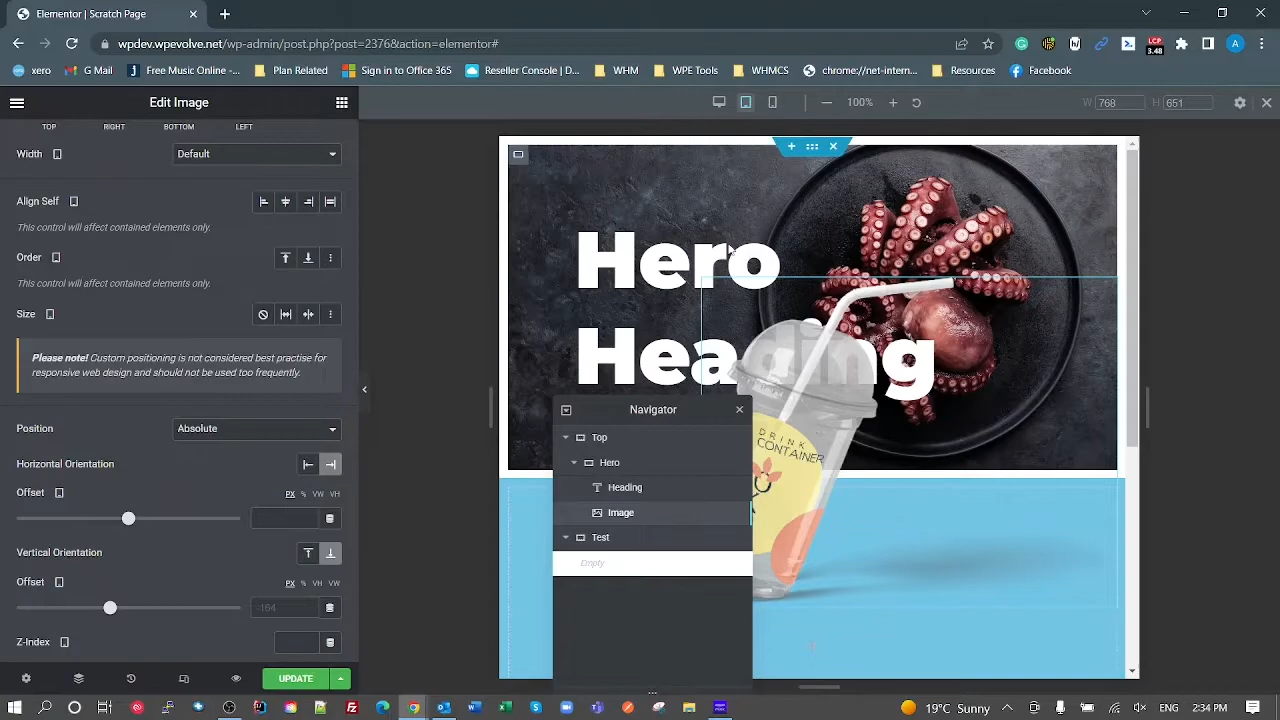 Elementor | Scratch Page
wpdev.wpevolve.net/wp-admin/post.php?post=2376&action=elementor#
LCP
3.48
A
xero
G Mail
Free Music Onlin-...
Plan Related
Sign in to Office 365
Reseller Console | D...
WHM
WPE Tools
WHMCS
chrome://net-intern...
Resources
Facebook
Edit Image
100%
W 768
H 651
TOP RIGHT BOTTOM LEFT
Width
Default
Align Self
This control will affect contained elements only.
Order
This control will affect contained elements only.
Size
Please note! Custom positioning is not considered best practise for
responsive web design and should not be used too frequently.
Position
Absolute
Horizontal Orientation
Offset
PX % VW VH
Vertical Orientation
Offset
PX % VH VW
-164
Z-Index
UPDATE
Hero
Heading
DRINK
CONTAINER
Navigator
Top
Hero
Heading
Image
Test
Empty
19°C Sunny
ENG
2:34 PM